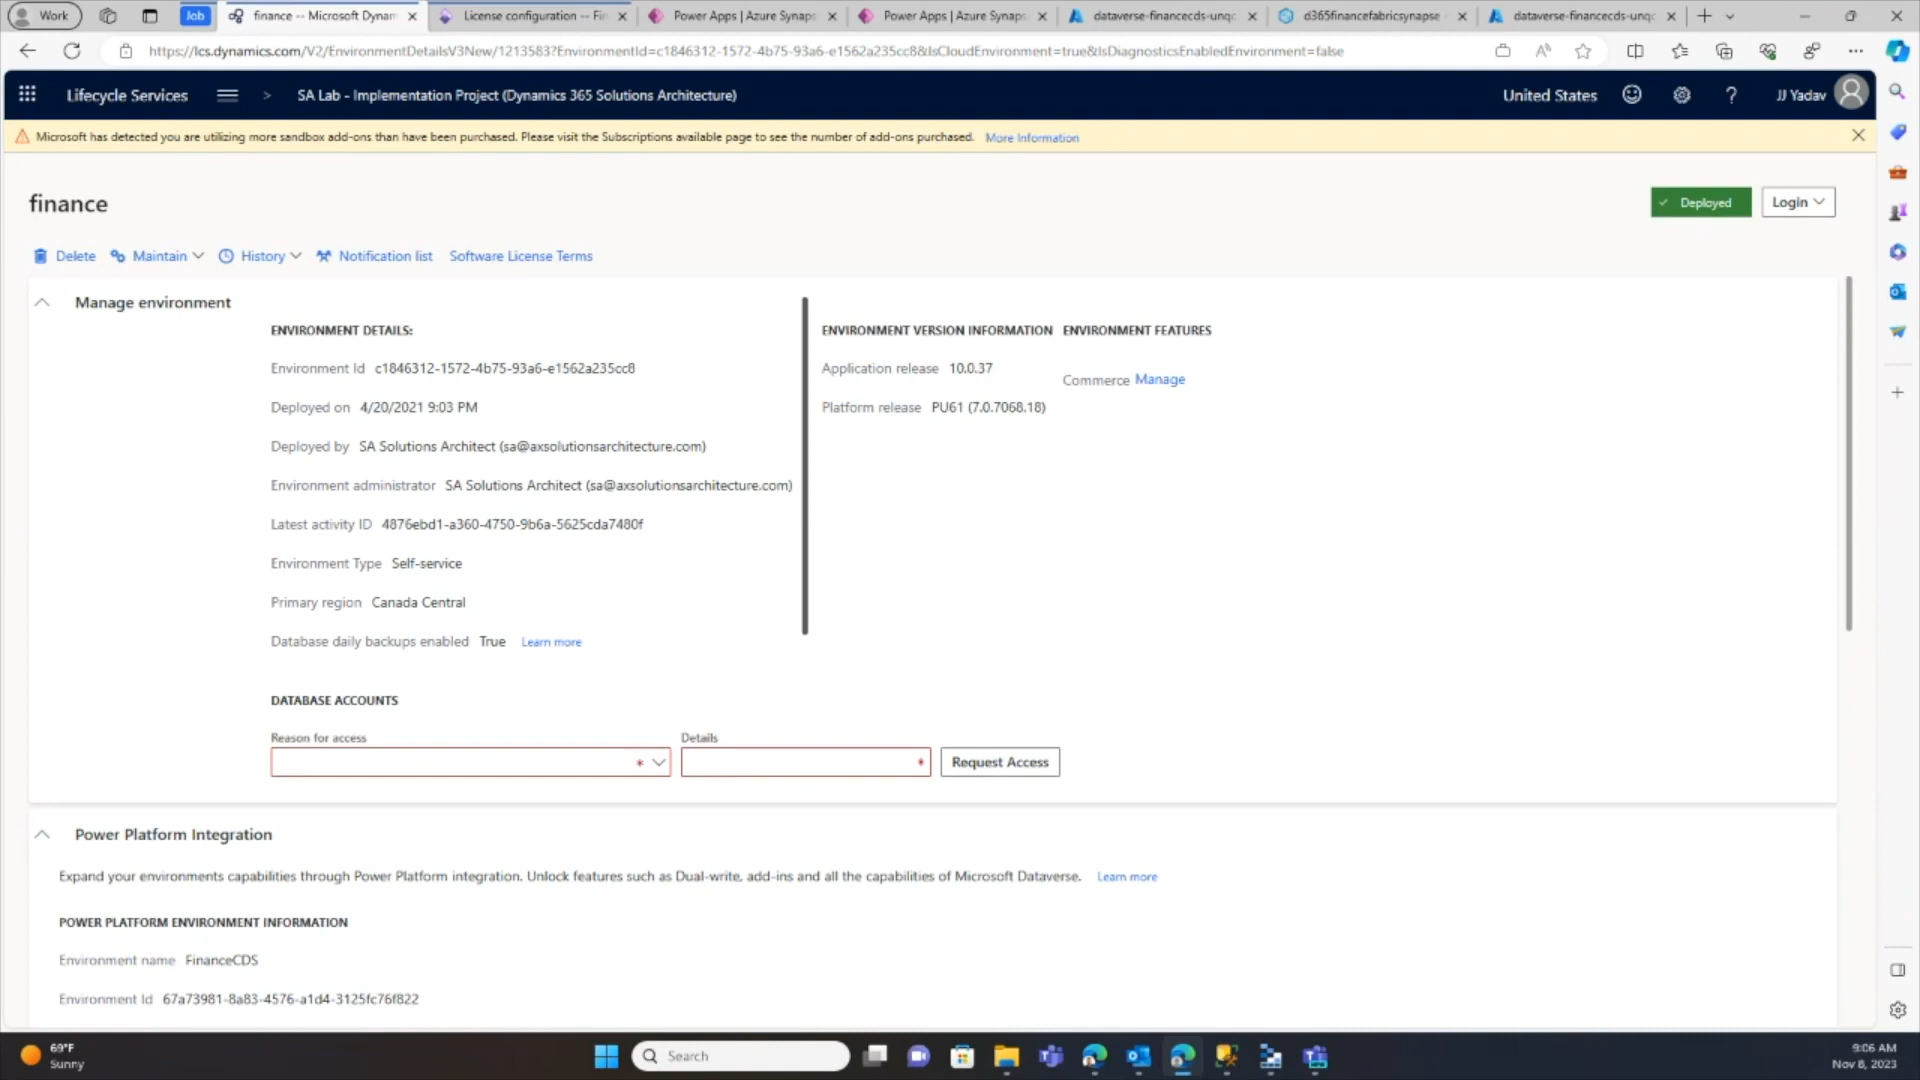 Work
Job
finance -- Microsoft Dynam
License configuration -- Fin
Power Apps | Azure Synaps
Power Apps | Azure Synaps
dataverse-financecds-unqc
d365financefabricsynapse
dataverse-financecds-unqc
https://lcs.dynamics.com/V2/EnvironmentDetailsV3New/1213583?EnvironmentId=c1846312-1572-4b75-93a6-e1562a235cc8&IsCloudEnvironment=true&IsDiagnosticsEnabledEnvironment=false
Lifecycle Services
> SA Lab - Implementation Project (Dynamics 365 Solutions Architecture)
United States
?
JJ Yadav
Microsoft has detected you are utilizing more sandbox add-ons than have been purchased. Please visit the Subscriptions available page to see the number of add-ons purchased. More Information
finance
Deployed
Login
Delete Maintain History Notification list Software License Terms
Manage environment
ENVIRONMENT DETAILS:
Environment Id c1846312-1572-4b75-93a6-e1562a235cc8
Deployed on 4/20/2021 9:03 PM
Deployed by SA Solutions Architect (sa@axsolutionsarchitecture.com)
Environment administrator SA Solutions Architect (sa@axsolutionsarchitecture.com)
Latest activity ID 4876ebd1-a360-4750-9b6a-5625cda7480f
Environment Type Self-service
Primary region Canada Central
Database daily backups enabled True Learn more
ENVIRONMENT VERSION INFORMATION
Application release 10.0.37
Platform release PU61 (7.0.7068.18)
ENVIRONMENT FEATURES
Commerce Manage
DATABASE ACCOUNTS
Reason for access
*
Details
*
Request Access
Power Platform Integration
Expand your environments capabilities through Power Platform integration. Unlock features such as Dual-write, add-ins and all the capabilities of Microsoft Dataverse. Learn more
POWER PLATFORM ENVIRONMENT INFORMATION
Environment name FinanceCDS
Environment Id 67a73981-8a83-4576-a1d4-3125fc76f822
69°F
Sunny
Search
9:06 AM
Nov 8, 2023